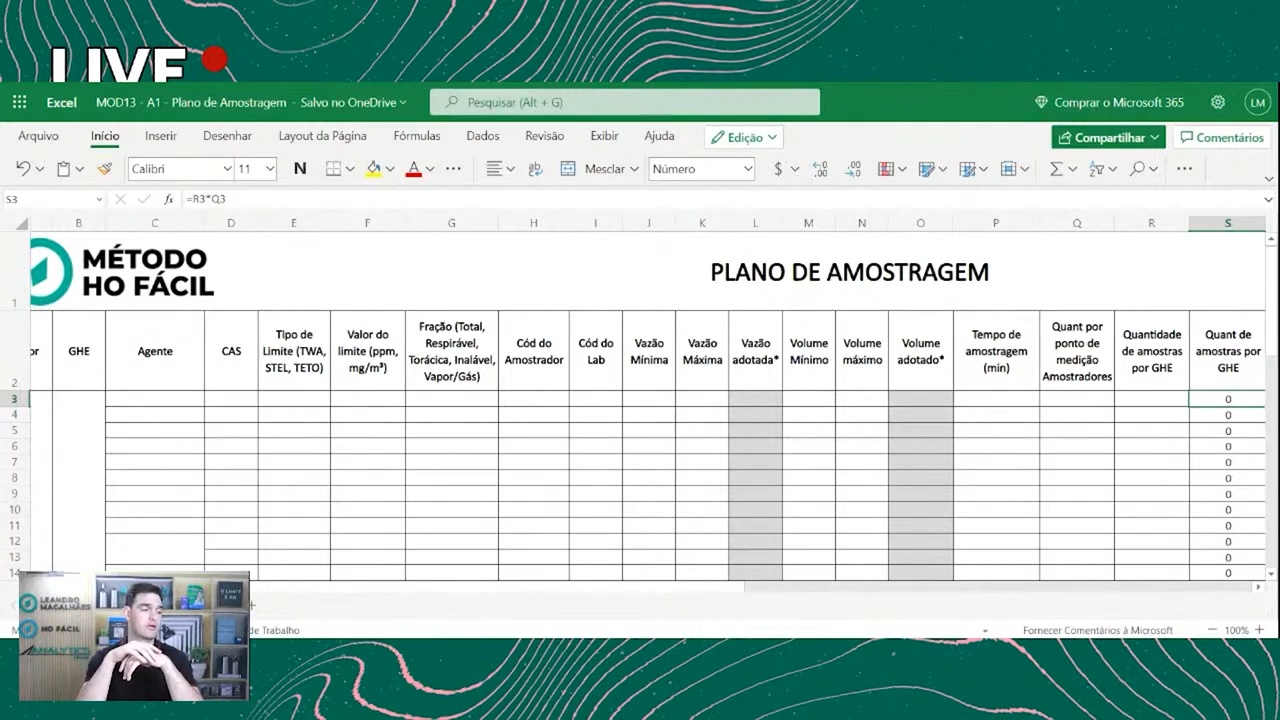 LIVE
Excel MOD13 - A1 - Plano de Amostragem - Salvo no OneDrive Pesquisar (Alt + G) Comprar o Microsoft 365 LM
Arquivo Início Inserir Desenhar Layout da Página Fórmulas Dados Revisão Exibir Ajuda Edição Compartilhar Comentários
Calibri 11 N A Mesclar Número $
S3 fx =R3*Q3
B C D E F G H I J K L M N O P Q R S
1
MÉTODO
HO FÁCIL
PLANO DE AMOSTRAGEM
2
or
GHE
Agente
CAS
Tipo de
Limite (TWA,
STEL, TETO)
Valor do
limite (ppm,
mg/m³)
Fração (Total,
Respirável,
Torácica, Inalável,
Vapor/Gás)
Cód do
Amostrador
Cód do
Lab
Vazão
Mínima
Vazão
Máxima
Vazão
adotada*
Volume
Mínimo
Volume
máximo
Volume
adotado*
Tempo de
amostragem
(min)
Quant por
ponto de
medição
Amostradores
Quantidade
de amostras
por GHE
Quant de
amostras por
GHE
3 0
4 0
5 0
6 0
7 0
8 0
9 0
10 0
11 0
12 0
13 0
14 0
LEANDRO
MAGALHÃES
HO FÁCIL
ANALYTICS
de Trabalho
Fornecer Comentários à Microsoft
100%